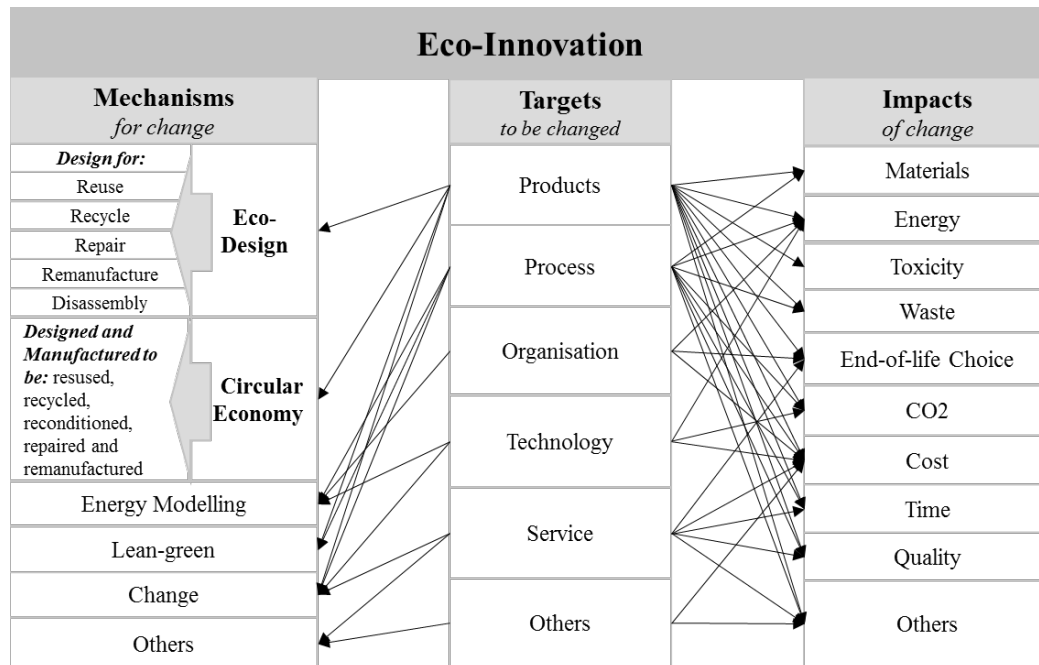 Eco-Innovation
Mechanisms
for change
Design for:
Reuse
Recycle
Repair
Remanufacture
Disassembly
Eco-
Design
Designed and
Manufactured to
be: resused,
recycled,
reconditioned,
repaired and
remanufactured
Circular
Economy
Energy Modelling
Lean-green
Change
Others
Targets
to be changed
Products
Process
Organisation
Technology
Service
Others
Impacts
of change
Materials
Energy
Toxicity
Waste
End-of-life Choice
CO2
Cost
Time
Quality
Others